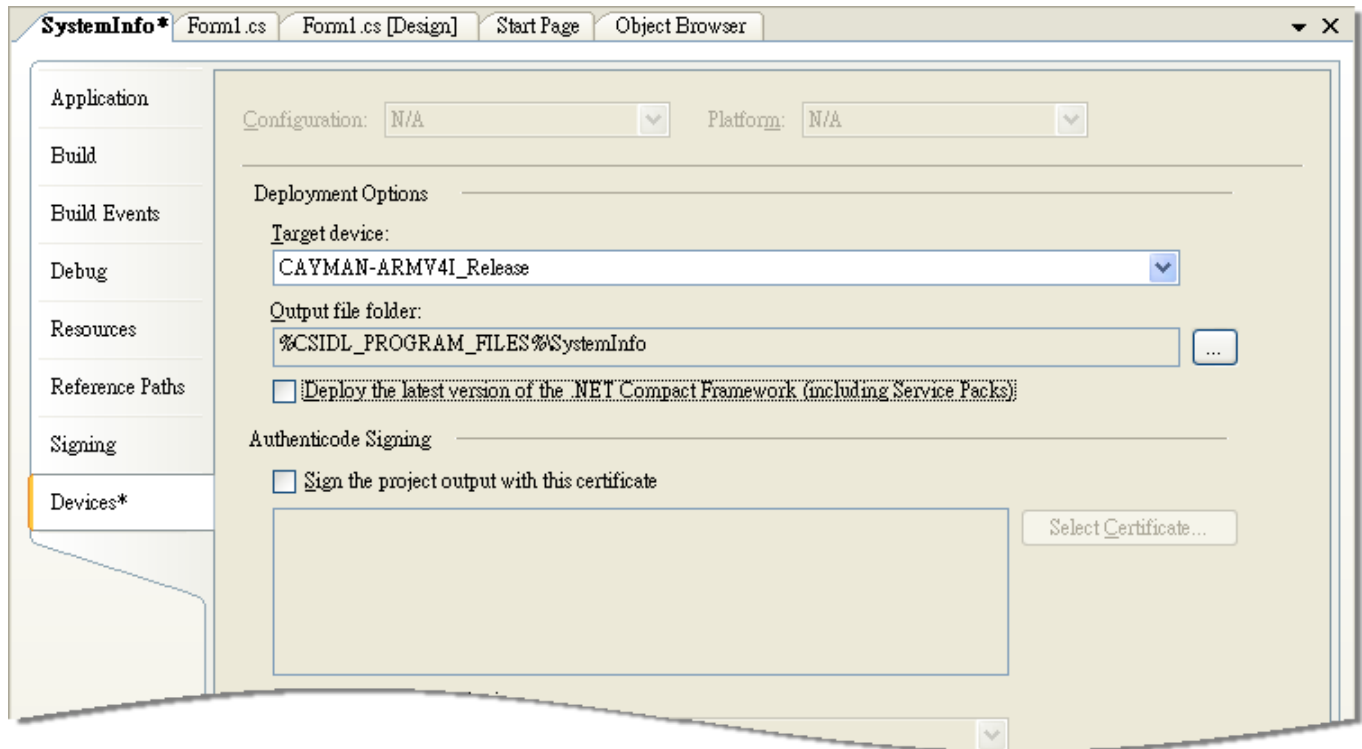 SystemInfo* Form1.cs Form1.cs [Design] Start Page Object Browser
Application
Build
Build Events
Debug
Resources
Reference Paths
Signing
Devices*
Configuration: N/A Platform: N/A
Deployment Options
Target device:
CAYMAN-ARMV4I_Release
Output file folder:
%CSIDL_PROGRAM_FILES%\SystemInfo
...
Deploy the latest version of the .NET Compact Framework (including Service Packs)
Authenticode Signing
Sign the project output with this certificate
Select Certificate...